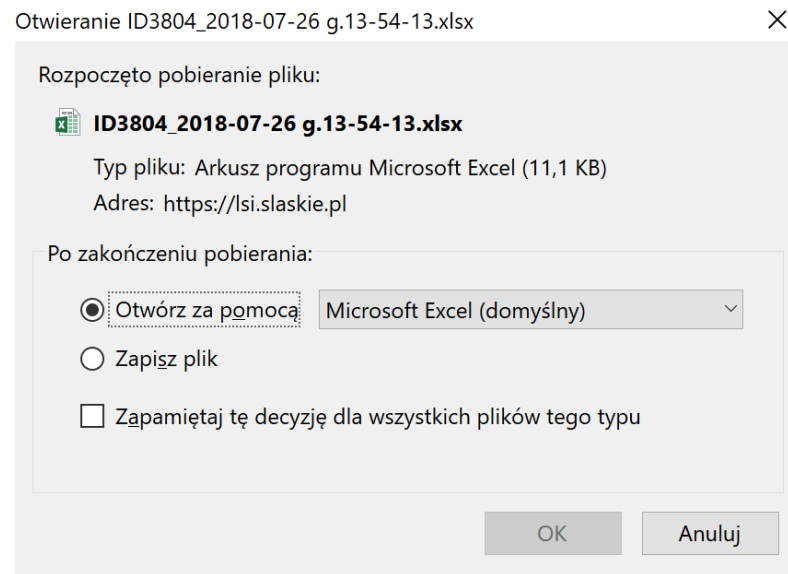 Otwieranie ID3804_2018-07-26 g.13-54-13.xlsx
Rozpoczęto pobieranie pliku:
ID3804_2018-07-26 g.13-54-13.xlsx
Typ pliku: Arkusz programu Microsoft Excel (11,1 KB)
Adres: https://lsi.slaskie.pl
Po zakończeniu pobierania:
Otwórz za pomocą Microsoft Excel (domyślny)
Zapisz plik
Zapamiętaj tę decyzję dla wszystkich plików tego typu
OK Anuluj